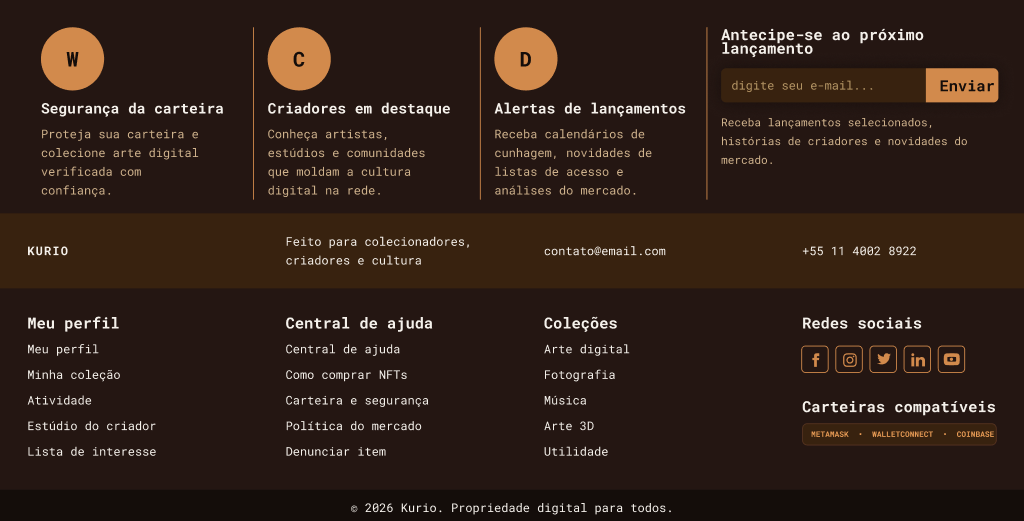 W
Segurança da carteira
Proteja sua carteira e
colecione arte digital
verificada com
confiança.
C
Criadores em destaque
Conheça artistas,
estúdios e comunidades
que moldam a cultura
digital na rede.
D
Alertas de lançamentos
Receba calendários de
cunhagem, novidades de
listas de acesso e
análises do mercado.
Antecipe-se ao próximo
lançamento
digite seu e-mail...
Enviar
Receba lançamentos selecionados,
histórias de criadores e novidades do
mercado.
KURIO
Feito para colecionadores,
criadores e cultura
contato@email.com
+55 11 4002 8922
Meu perfil
Meu perfil
Minha coleção
Atividade
Estúdio do criador
Lista de interesse
Central de ajuda
Central de ajuda
Como comprar NFTs
Carteira e segurança
Política do mercado
Denunciar item
Coleções
Arte digital
Fotografia
Música
Arte 3D
Utilidade
Redes sociais
Carteiras compatíveis
METAMASK • WALLETCONNECT • COINBASE
© 2026 Kurio. Propriedade digital para todos.